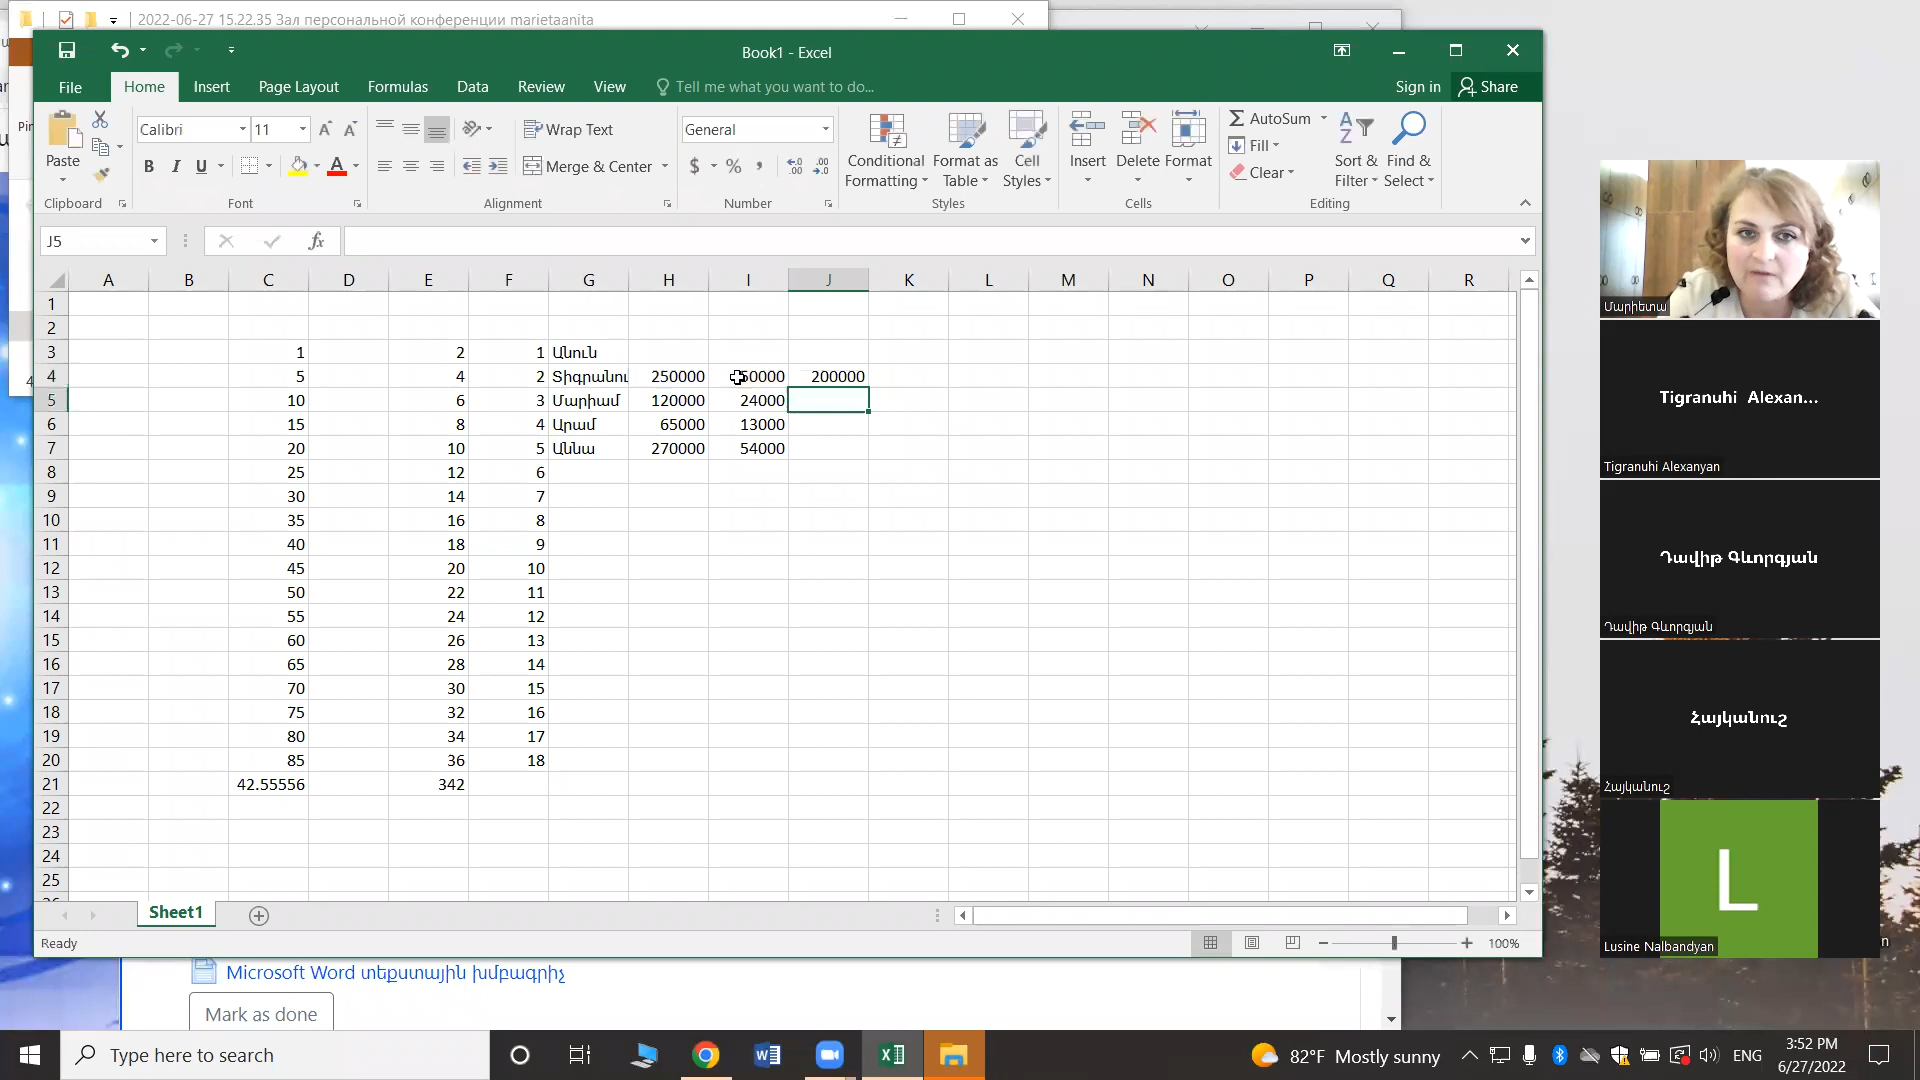 2022-06-27 15.22.35 Зал персональной конференции marietaanita
Book1 - Excel
File Home Insert Page Layout Formulas Data Review View Tell me what you want to do... Sign in Share
Paste
Calibri 11
B I U
Wrap Text
Merge & Center
General
$ % ,
Conditional Formatting
Format as Table
Cell Styles
Insert Delete Format
AutoSum
Fill
Clear
Sort & Filter
Find & Select
Clipboard Font Alignment Number Styles Cells Editing
J5 fx
A B C D E F G H I J K L M N O P Q R
1
2
3 1 2 1 Անուն
4 5 4 2 Տիգրանու 250000 50000 200000
5 10 6 3 Մարիամ 120000 24000
6 15 8 4 Արամ 65000 13000
7 20 10 5 Աննա 270000 54000
8 25 12 6
9 30 14 7
10 35 16 8
11 40 18 9
12 45 20 10
13 50 22 11
14 55 24 12
15 60 26 13
16 65 28 14
17 70 30 15
18 75 32 16
19 80 34 17
20 85 36 18
21 42.55556 342
22
23
24
25
Sheet1
Ready 100%
Microsoft Word տեքստային խմբագրիչ
Mark as done
Մարիետա
Tigranuhi Alexan...
Tigranuhi Alexanyan
Դավիթ Գևորգյան
Դավիթ Գևորգյան
Հայկանուշ
Հայկանուշ
L
Lusine Nalbandyan
Type here to search
82°F Mostly sunny
ENG
3:52 PM
6/27/2022